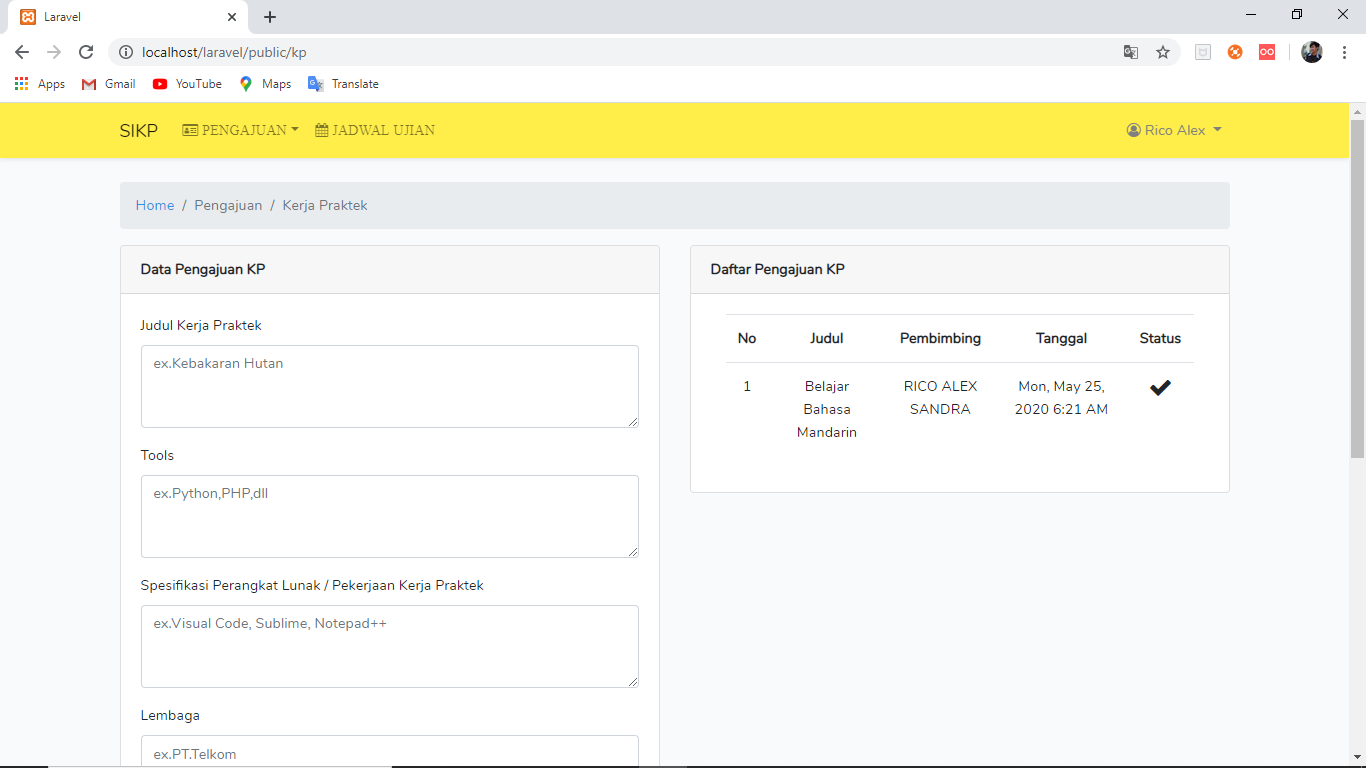 Laravel
localhost/laravel/public/kp
Apps Gmail YouTube Maps Translate
SIKP PENGAJUAN JADWAL UJIAN Rico Alex
Home / Pengajuan / Kerja Praktek
Data Pengajuan KP
Judul Kerja Praktek
ex.Kebakaran Hutan
Tools
ex.Python,PHP,dll
Spesifikasi Perangkat Lunak / Pekerjaan Kerja Praktek
ex.Visual Code, Sublime, Notepad++
Lembaga
ex.PT.Telkom
Daftar Pengajuan KP
No Judul Pembimbing Tanggal Status
1 Belajar RICO ALEX Mon, May 25,
Bahasa SANDRA 2020 6:21 AM
Mandarin